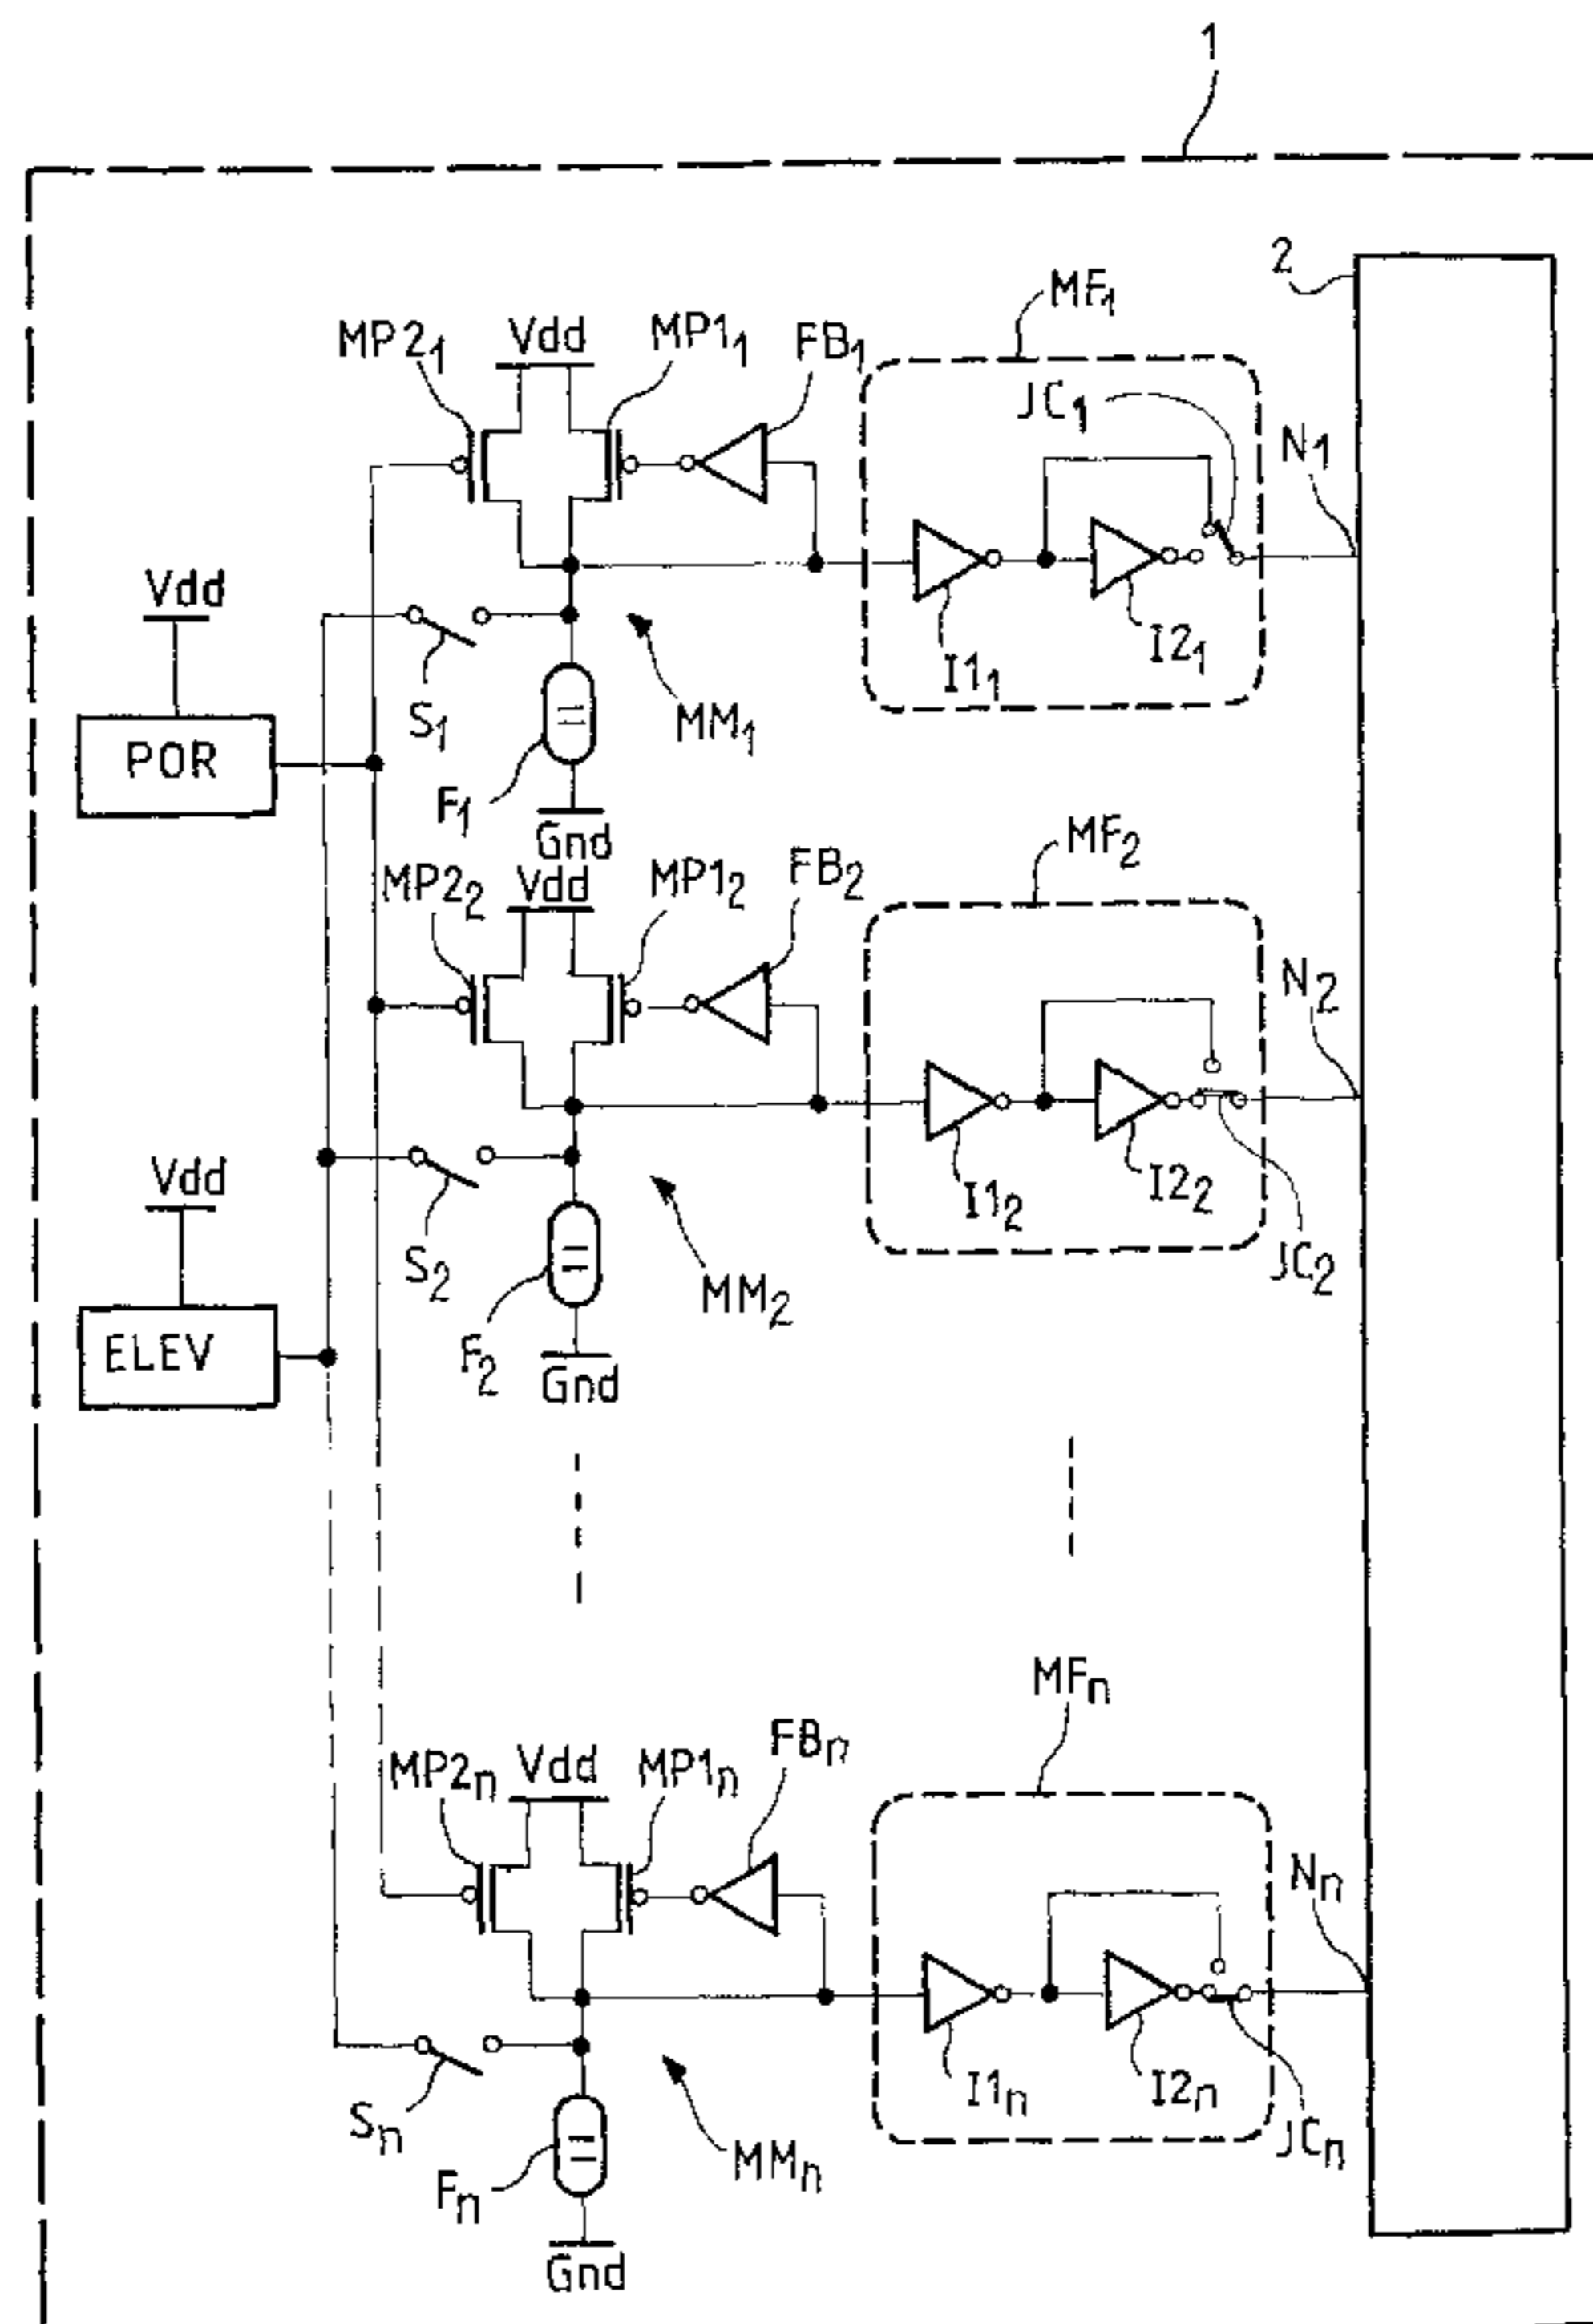 1
2
MF₁
MP2₁ Vdd MP1₁ FB₁
JC₁
N₁
Vdd
I1₁ I2₁
S₁
MM₁
POR
F₁
Gnd
MF₂
MP2₂ Vdd MP1₂ FB₂
N₂
Vdd
I1₂ I2₂
S₂
JC₂
MM₂
ELEV
F₂
Gnd
MFₙ
MP2ₙ Vdd MP1ₙ FBₙ
Nₙ
I1ₙ I2ₙ
Sₙ
JCₙ
MMₙ
Fₙ
Gnd